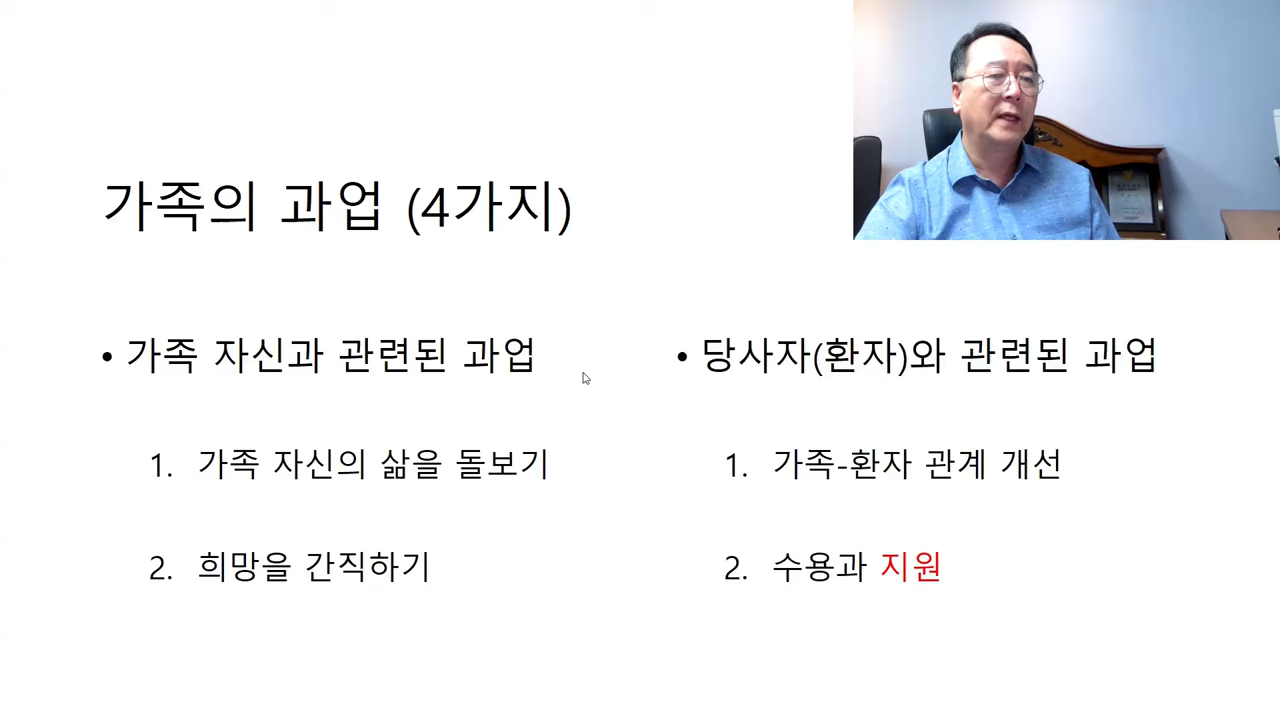 가족의 과업 (4가지)
• 가족 자신과 관련된 과업
1. 가족 자신의 삶을 돌보기
2. 희망을 간직하기
• 당사자(환자)와 관련된 과업
1. 가족-환자 관계 개선
2. 수용과 지원